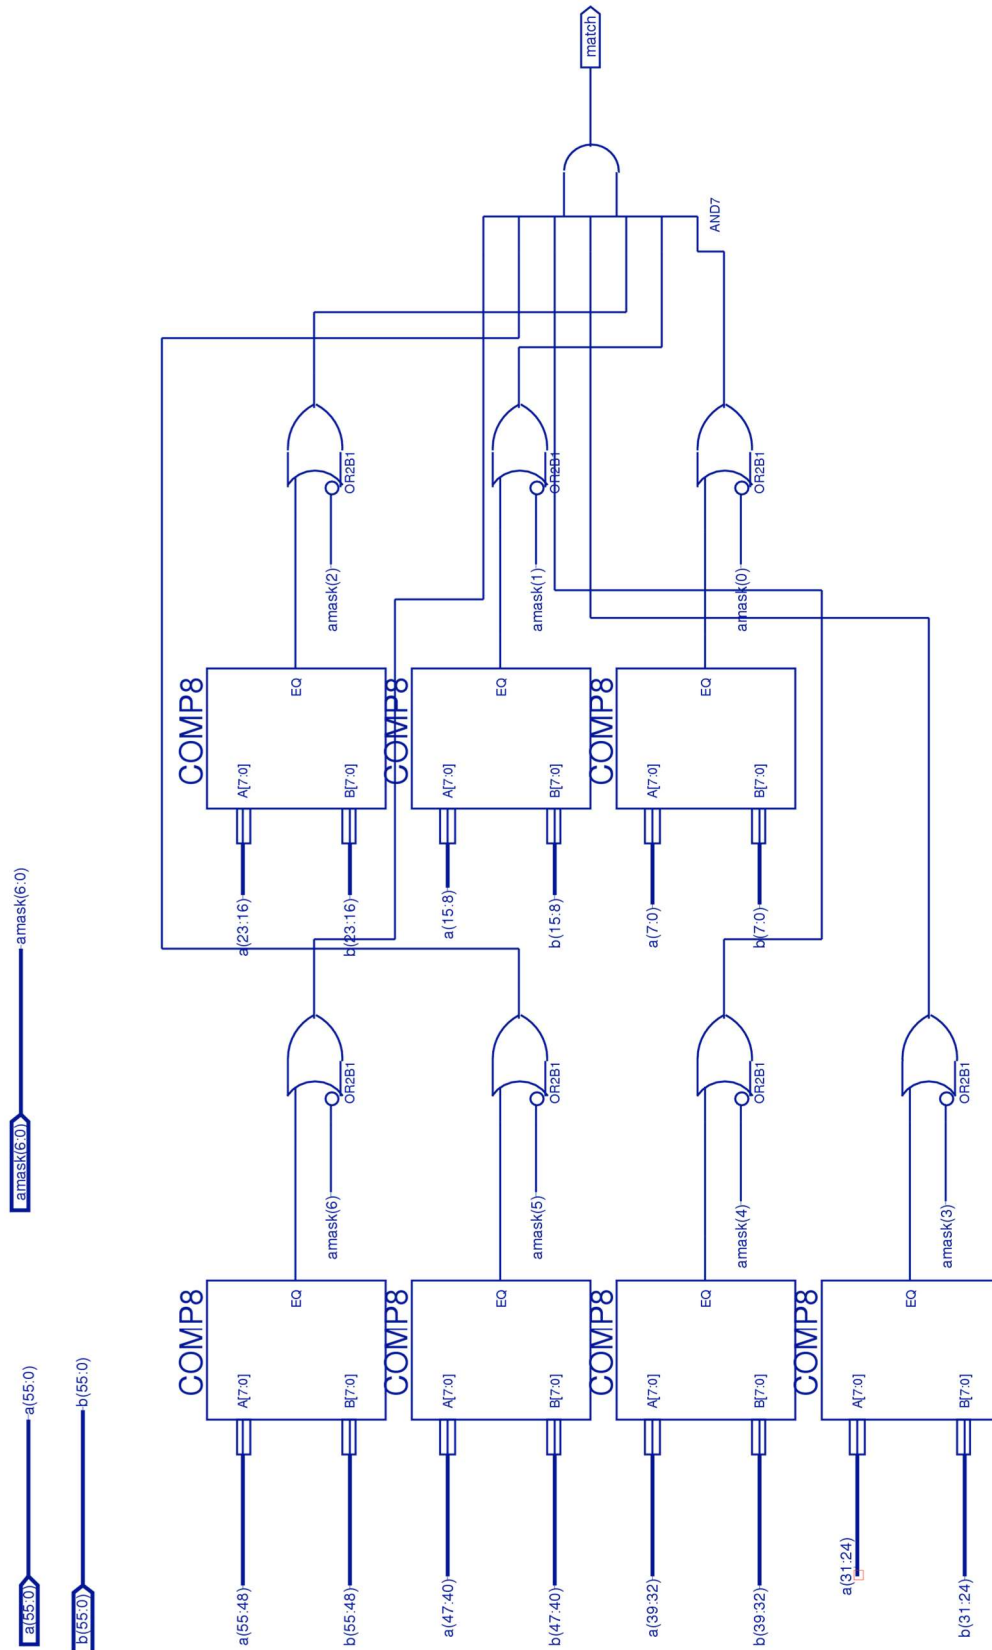 a(55:0)
a(55:0)
b(55:0)
b(55:0)
amask(6:0)
amask(6:0)
COMP8
a(55:48)
A[7:0]
b(55:48)
B[7:0]
EQ
amask(6)
OR2B1
COMP8
a(47:40)
A[7:0]
b(47:40)
B[7:0]
EQ
amask(5)
OR2B1
COMP8
a(39:32)
A[7:0]
b(39:32)
B[7:0]
EQ
amask(4)
OR2B1
COMP8
a(31:24)
A[7:0]
b(31:24)
B[7:0]
EQ
amask(3)
OR2B1
COMP8
a(23:16)
A[7:0]
b(23:16)
B[7:0]
EQ
amask(2)
OR2B1
COMP8
a(15:8)
A[7:0]
b(15:8)
B[7:0]
EQ
amask(1)
OR2B1
COMP8
a(7:0)
A[7:0]
b(7:0)
B[7:0]
EQ
amask(0)
OR2B1
AND7
match